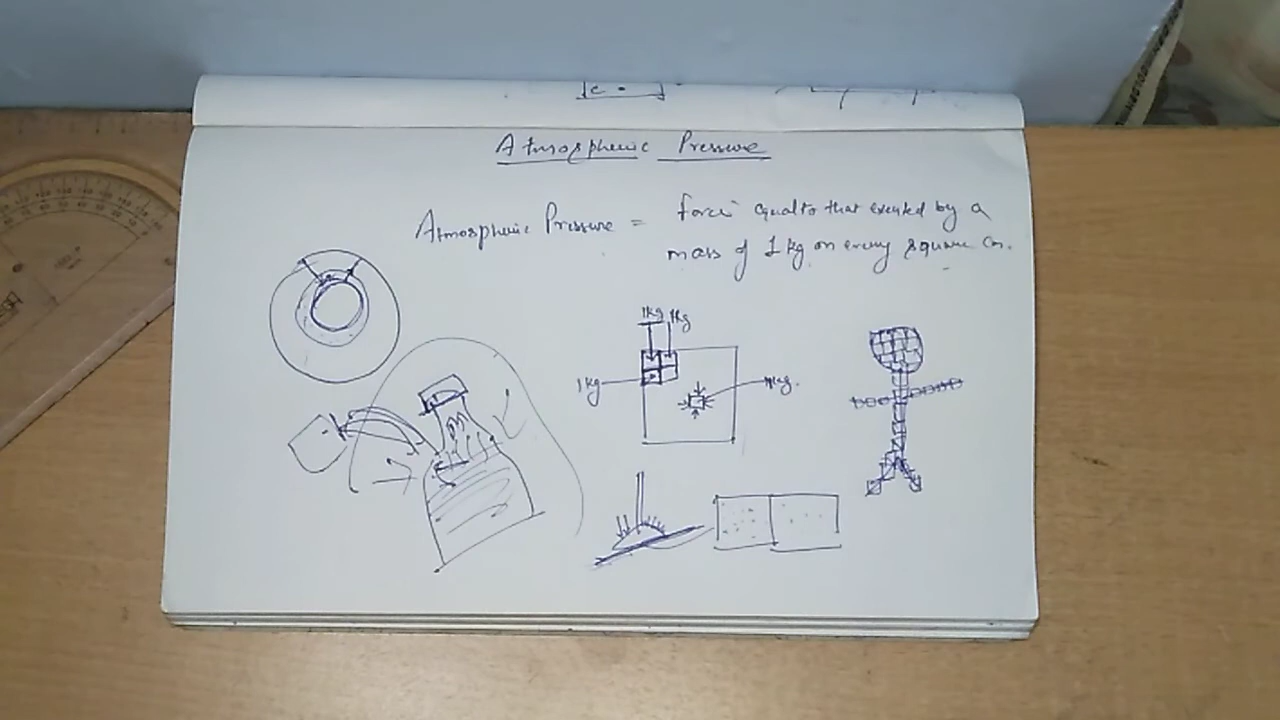 Atmospheric Pressure
Atmospheric Pressure = force equal to that exerted by a
mass of 1 kg on every square cm.
1kg 1kg
1kg
1kg.